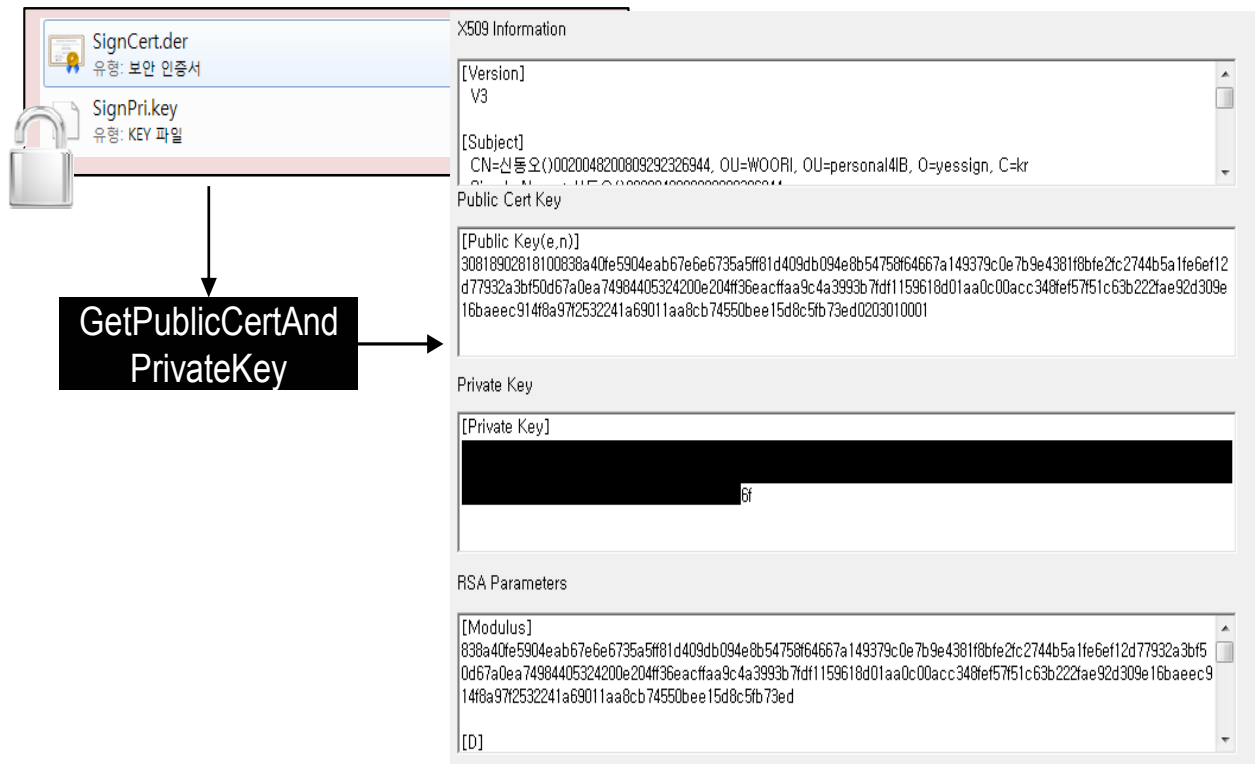 SignCert.der
유형: 보안 인증서
SignPri.key
유형: KEY 파일
GetPublicCertAnd
PrivateKey
X509 Information
[Version]
V3
[Subject]
CN=신동오()0020048200809292326944, OU=WOORI, OU=personal4IB, O=yessign, C=kr
Public Cert Key
[Public Key(e,n)]
30818902818100838a40fe5904eab67e6e6735a5ff81d409db094e8b54758f64667a149379c0e7b9e4381f8bfe2fc2744b5a1fe6ef12
d77932a3bf50d67a0ea74984405324200e204ff36eacffaa9c4a3993b7fdf1159618d01aa0c00acc348fef57f51c63b222fae92d309e
16baeec914f8a97f2532241a69011aa8cb74550bee15d8c5fb73ed0203010001
Private Key
[Private Key]
6f
RSA Parameters
[Modulus]
838a40fe5904eab67e6e6735a5ff81d409db094e8b54758f64667a149379c0e7b9e4381f8bfe2fc2744b5a1fe6ef12d77932a3bf5
0d67a0ea74984405324200e204ff36eacffaa9c4a3993b7fdf1159618d01aa0c00acc348fef57f51c63b222fae92d309e16baeec9
14f8a97f2532241a69011aa8cb74550bee15d8c5fb73ed
[D]